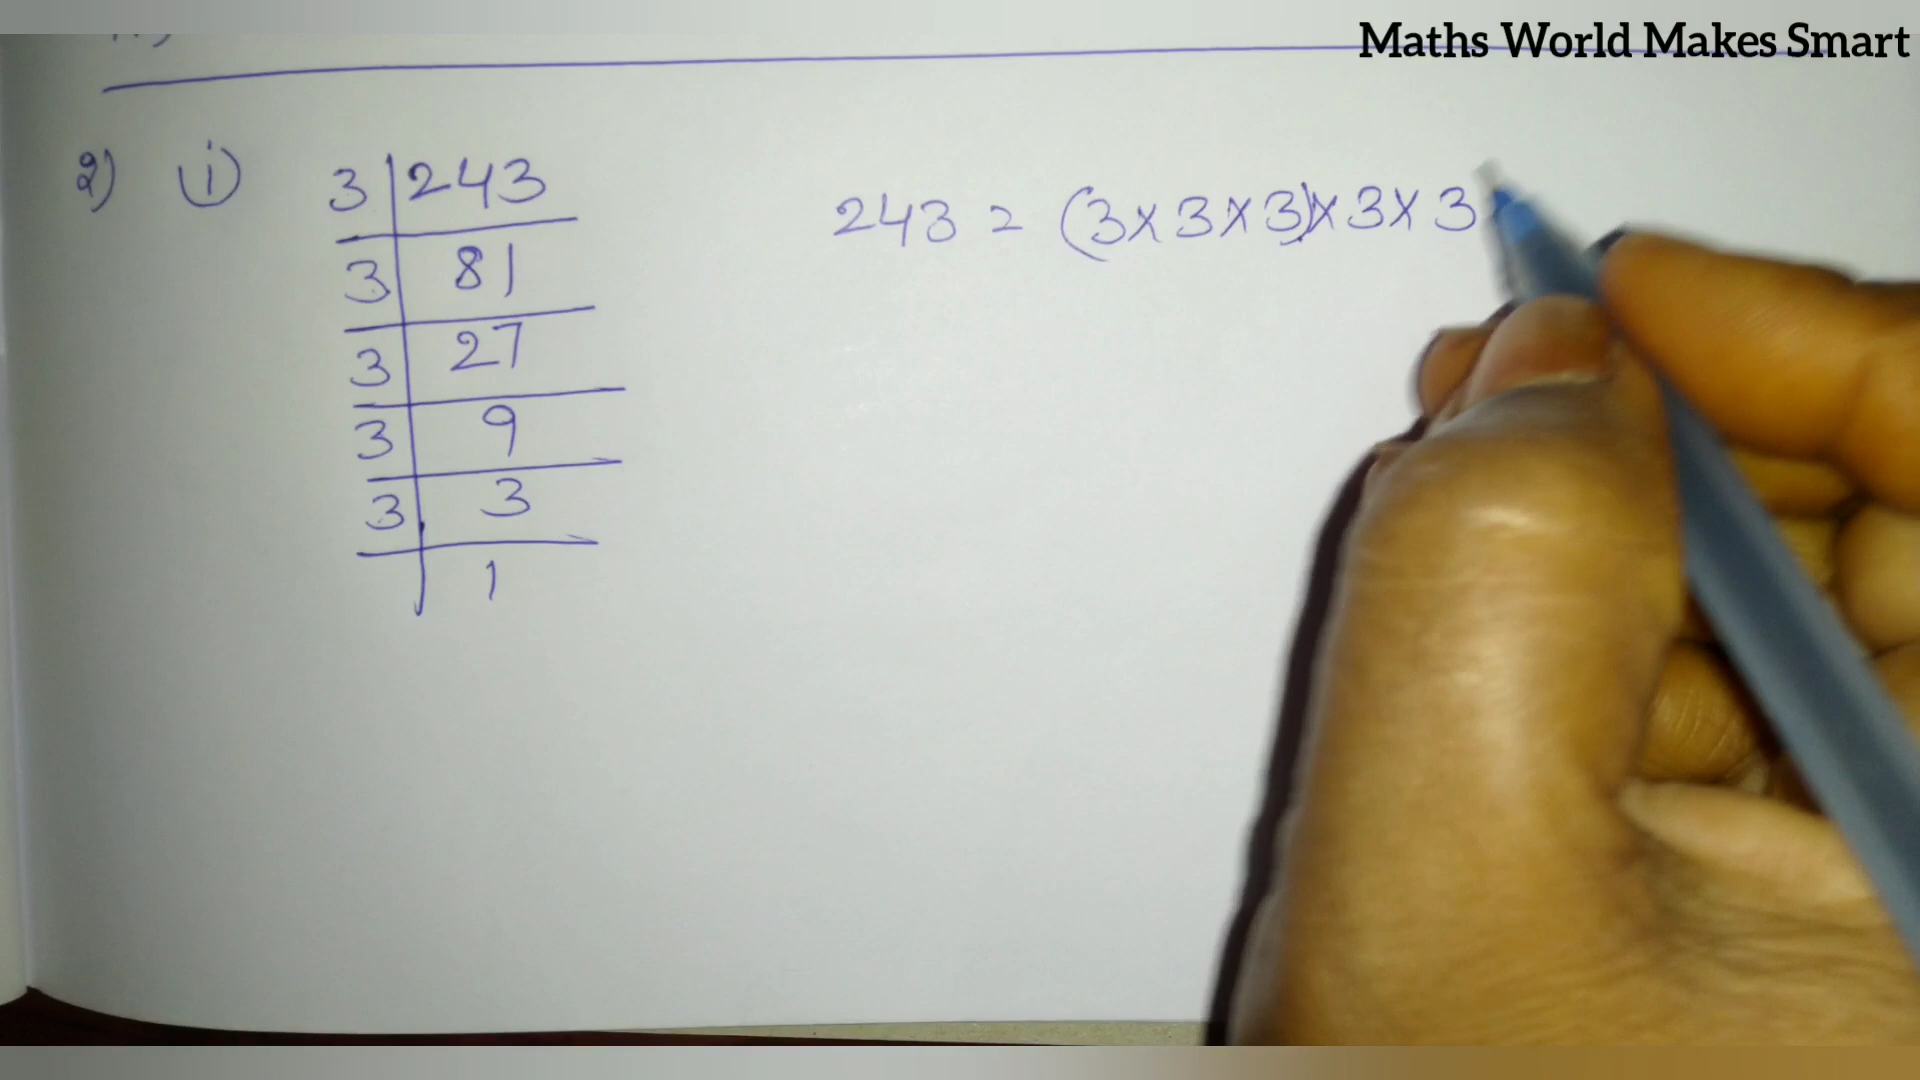 Maths World Makes Smart
2) (i) 3 | 243
3 | 81
3 | 27
3 | 9
3 | 3
1
243 = (3×3×3)×3×3